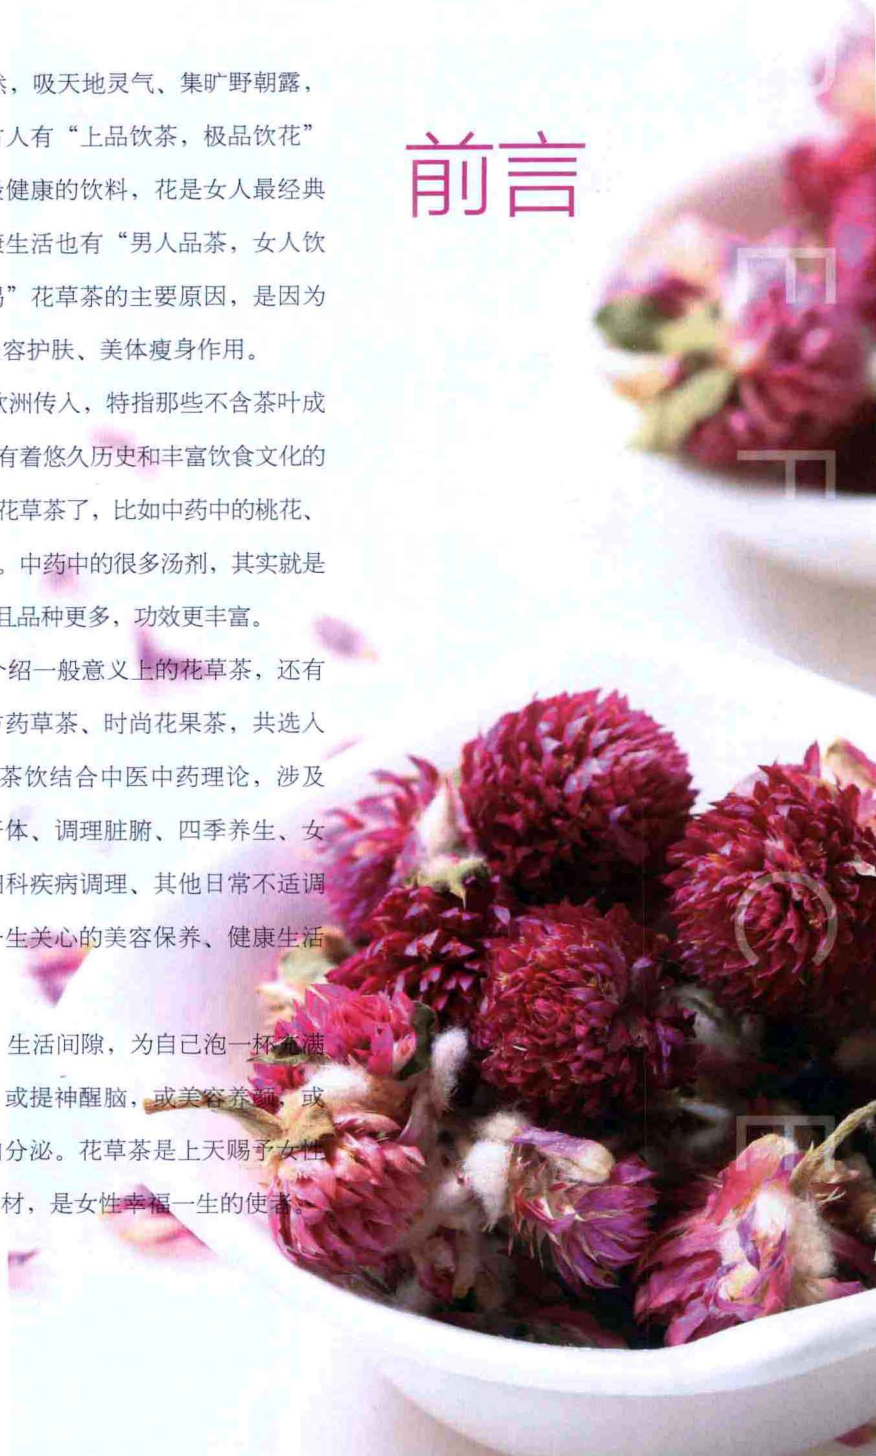 前言
，吸天地灵气、集旷野朝露，
人有“上品饮茶，极品饮花”
健康的饮料，花是女人最经典
生活也有“男人品茶，女人饮
”花草茶的主要原因，是因为
容护肤、美体瘦身作用。
洲传入，特指那些不含茶叶成
有着悠久历史和丰富饮食文化的
花草茶了，比如中药中的桃花、
。中药中的很多汤剂，其实就是
且品种更多，功效更丰富。
绍一般意义上的花草茶，还有
药草茶、时尚花果茶，共选入
茶饮结合中医中药理论，涉及
体、调理脏腑、四季养生、女
科疾病调理、其他日常不适调
生关心的美容保养、健康生活
生活间隙，为自己泡一杯充满
或提神醒脑，或美容养颜，或
分泌。花草茶是上天赐予女性
材，是女性幸福一生的使者。